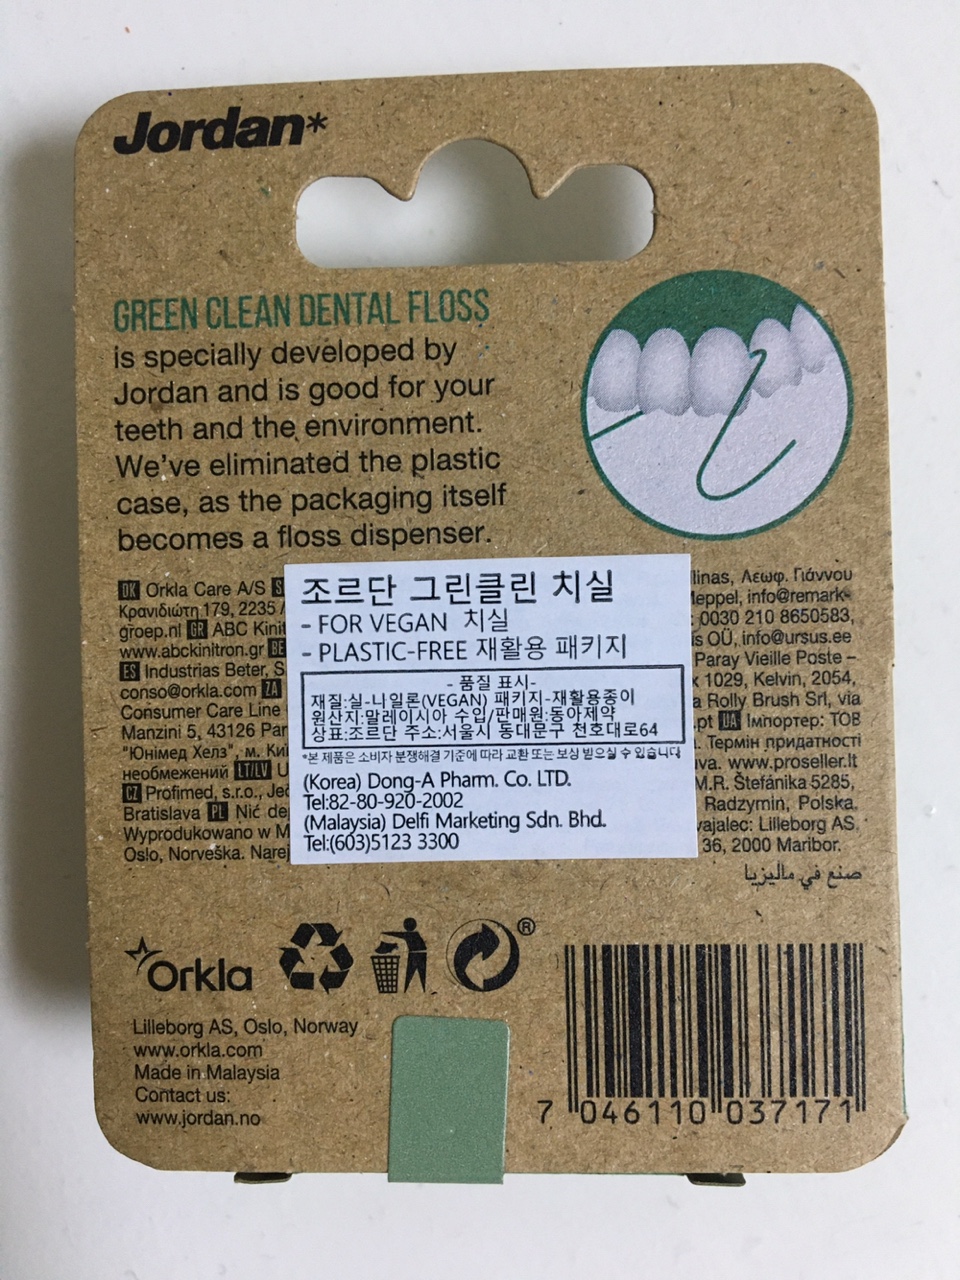 Jordan*
GREEN CLEAN DENTAL FLOSS
is specially developed by
Jordan and is good for your
teeth and the environment.
We've eliminated the plastic
case, as the packaging itself
becomes a floss dispenser.
DK Orkla Care A/S S
Κρανιδιώτη 179, 2235 /
groep.nl GR ABC Kinit
www.abckinitron.gr BE
ES Industrias Beter, S
conso@orkla.com ZA
Consumer Care Line
Manzini 5, 43126 Par
"Юнімед Хелз", м. Киї
необмежений LT/LV U
CZ Profimed, s.r.o., Ječ
Bratislava PL Nić de
Wyprodukowano w M
Oslo, Norveška. Narej
조르단 그린클린 치실
- FOR VEGAN 치실
- PLASTIC-FREE 재활용 패키지
- 품질 표시-
재질:실-나일론(VEGAN) 패키지-재활용종이
원산지:말레이시아 수입/판매원:동아제약
상표:조르단 주소:서울시 동대문구 천호대로64
*본 제품은 소비자 분쟁해결 기준에 따라 교환 또는 보상 받으실 수 있습니다
(Korea) Dong-A Pharm. Co. LTD.
Tel:82-80-920-2002
(Malaysia) Delfi Marketing Sdn. Bhd.
Tel:(603)5123 3300
llinas, Λεωφ. Γιάννου
Meppel, info@remark-
: 0030 210 8650583,
is OÜ, info@ursus.ee
Paray Vieille Poste –
x 1029, Kelvin, 2054,
a Rolly Brush Srl, via
.pt UA Імпортер: ТОВ
. Термін придатності
va. www.proseller.lt
M.R. Štefánika 5285,
Radzymin, Polska.
vajalec: Lilleborg AS,
36, 2000 Maribor.
صنع في ماليزيا
Orkla
®
Lilleborg AS, Oslo, Norway
www.orkla.com
Made in Malaysia
Contact us:
www.jordan.no
7 046110 037171